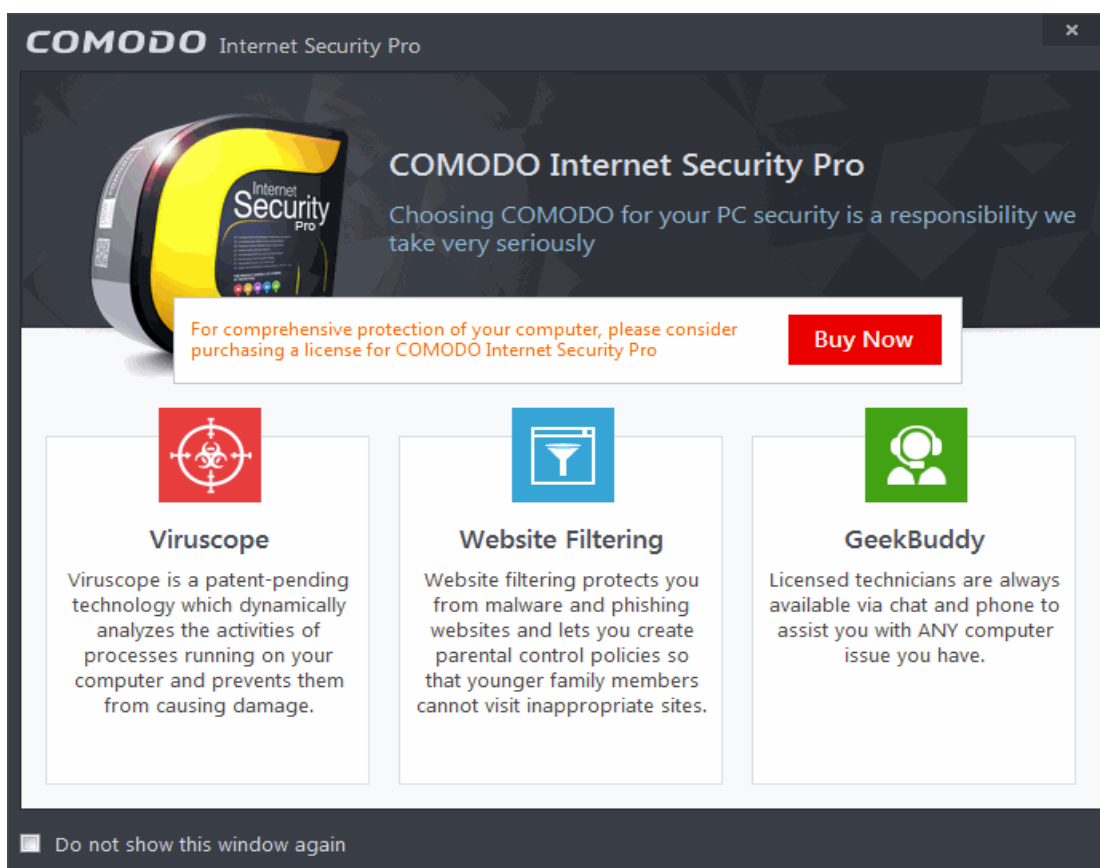 COMODO Internet Security Pro
COMODO Internet Security Pro
Choosing COMODO for your PC security is a responsibility we
take very seriously
Internet
Security
Pro
For comprehensive protection of your computer, please consider
purchasing a license for COMODO Internet Security Pro
Buy Now
Viruscope
Viruscope is a patent-pending
technology which dynamically
analyzes the activities of
processes running on your
computer and prevents them
from causing damage.
Website Filtering
Website filtering protects you
from malware and phishing
websites and lets you create
parental control policies so
that younger family members
cannot visit inappropriate sites.
GeekBuddy
Licensed technicians are always
available via chat and phone to
assist you with ANY computer
issue you have.
Do not show this window again